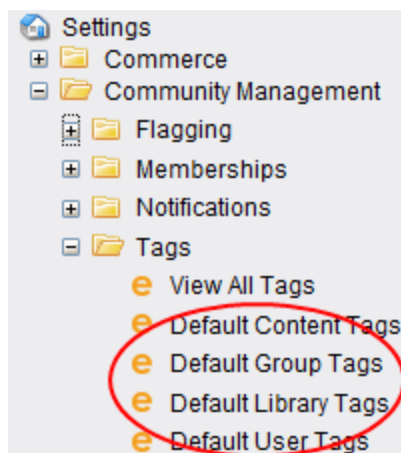 Settings
Commerce
Community Management
Flagging
Memberships
Notifications
Tags
View All Tags
Default Content Tags
Default Group Tags
Default Library Tags
Default User Tags